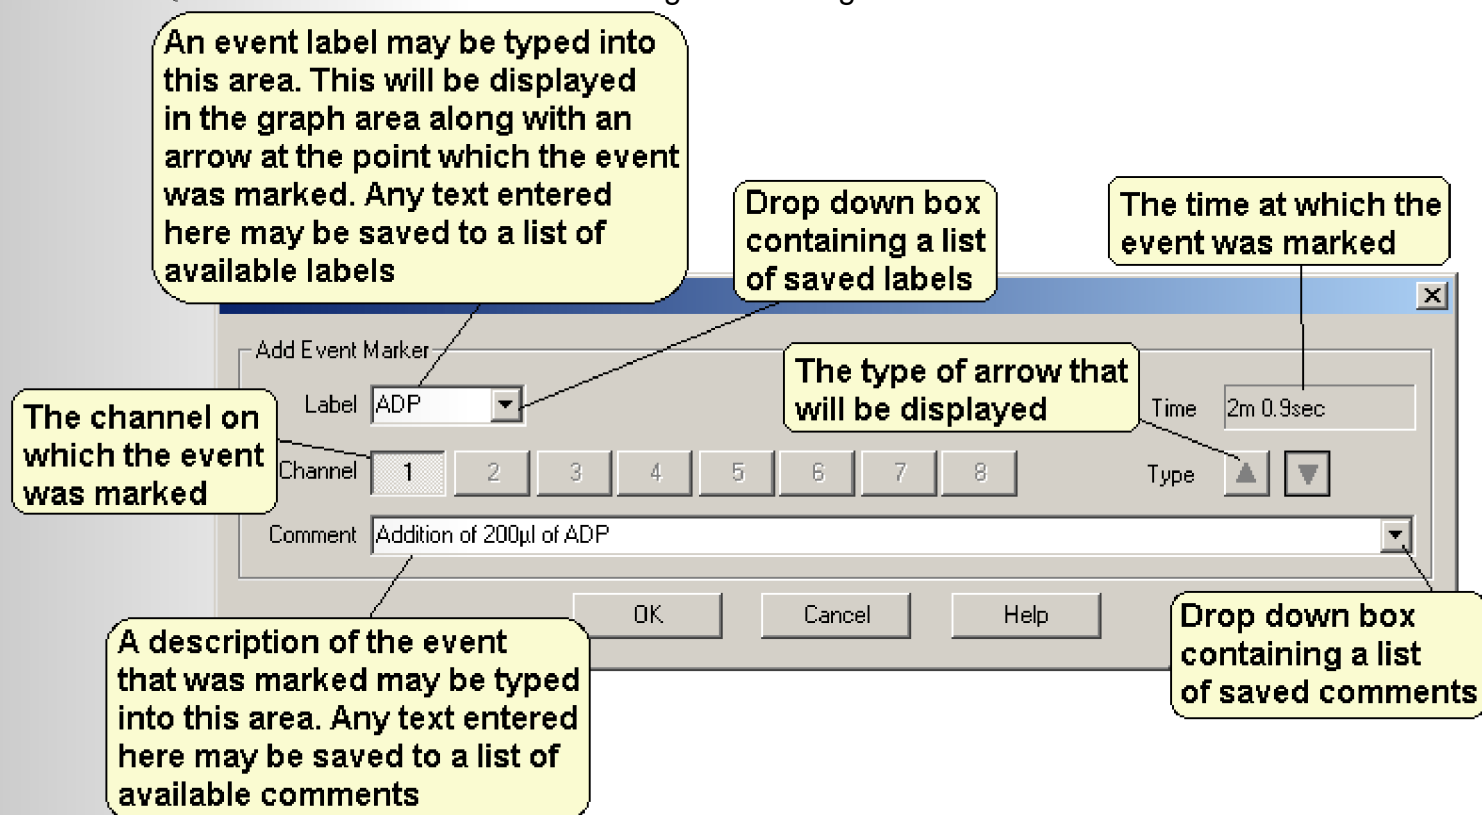 An event label may be typed into
this area. This will be displayed
in the graph area along with an
arrow at the point which the event
was marked. Any text entered
here may be saved to a list of
available labels
Drop down box
containing a list
of saved labels
The time at which the
event was marked
Add Event Marker
The type of arrow that
will be displayed
Label ADP
Time 2m 0.9sec
The channel on
which the event
was marked
Channel 1 2 3 4 5 6 7 8
Type
Comment Addition of 200µl of ADP
OK Cancel Help
A description of the event
that was marked may be typed
into this area. Any text entered
here may be saved to a list of
available comments
Drop down box
containing a list
of saved comments